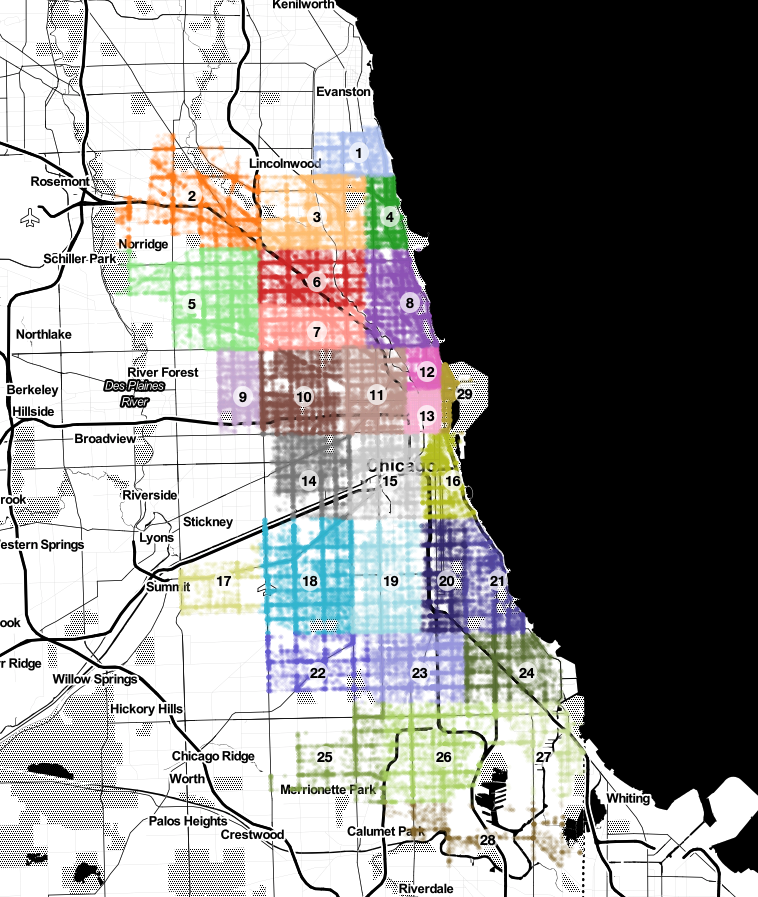 Kenilworth
Evanston
1
Lincolnwood
Rosemont
2
3
4
Norridge
Schiller Park
6
5
8
7
Northlake
River Forest
12
Des Plaines
River
Berkeley
29
9
10
11
Hillside
13
Broadview
Chicago
14
15
16
Riverside
rook
Stickney
Lyons
estern Springs
17
18
19
20
21
Summit
ook
r Ridge
22
23
24
Willow Springs
Hickory Hills
Chicago Ridge
25
26
27
Worth
Merrionette Park
Whiting
Palos Heights
Crestwood
Calumet Park
28
Riverdale